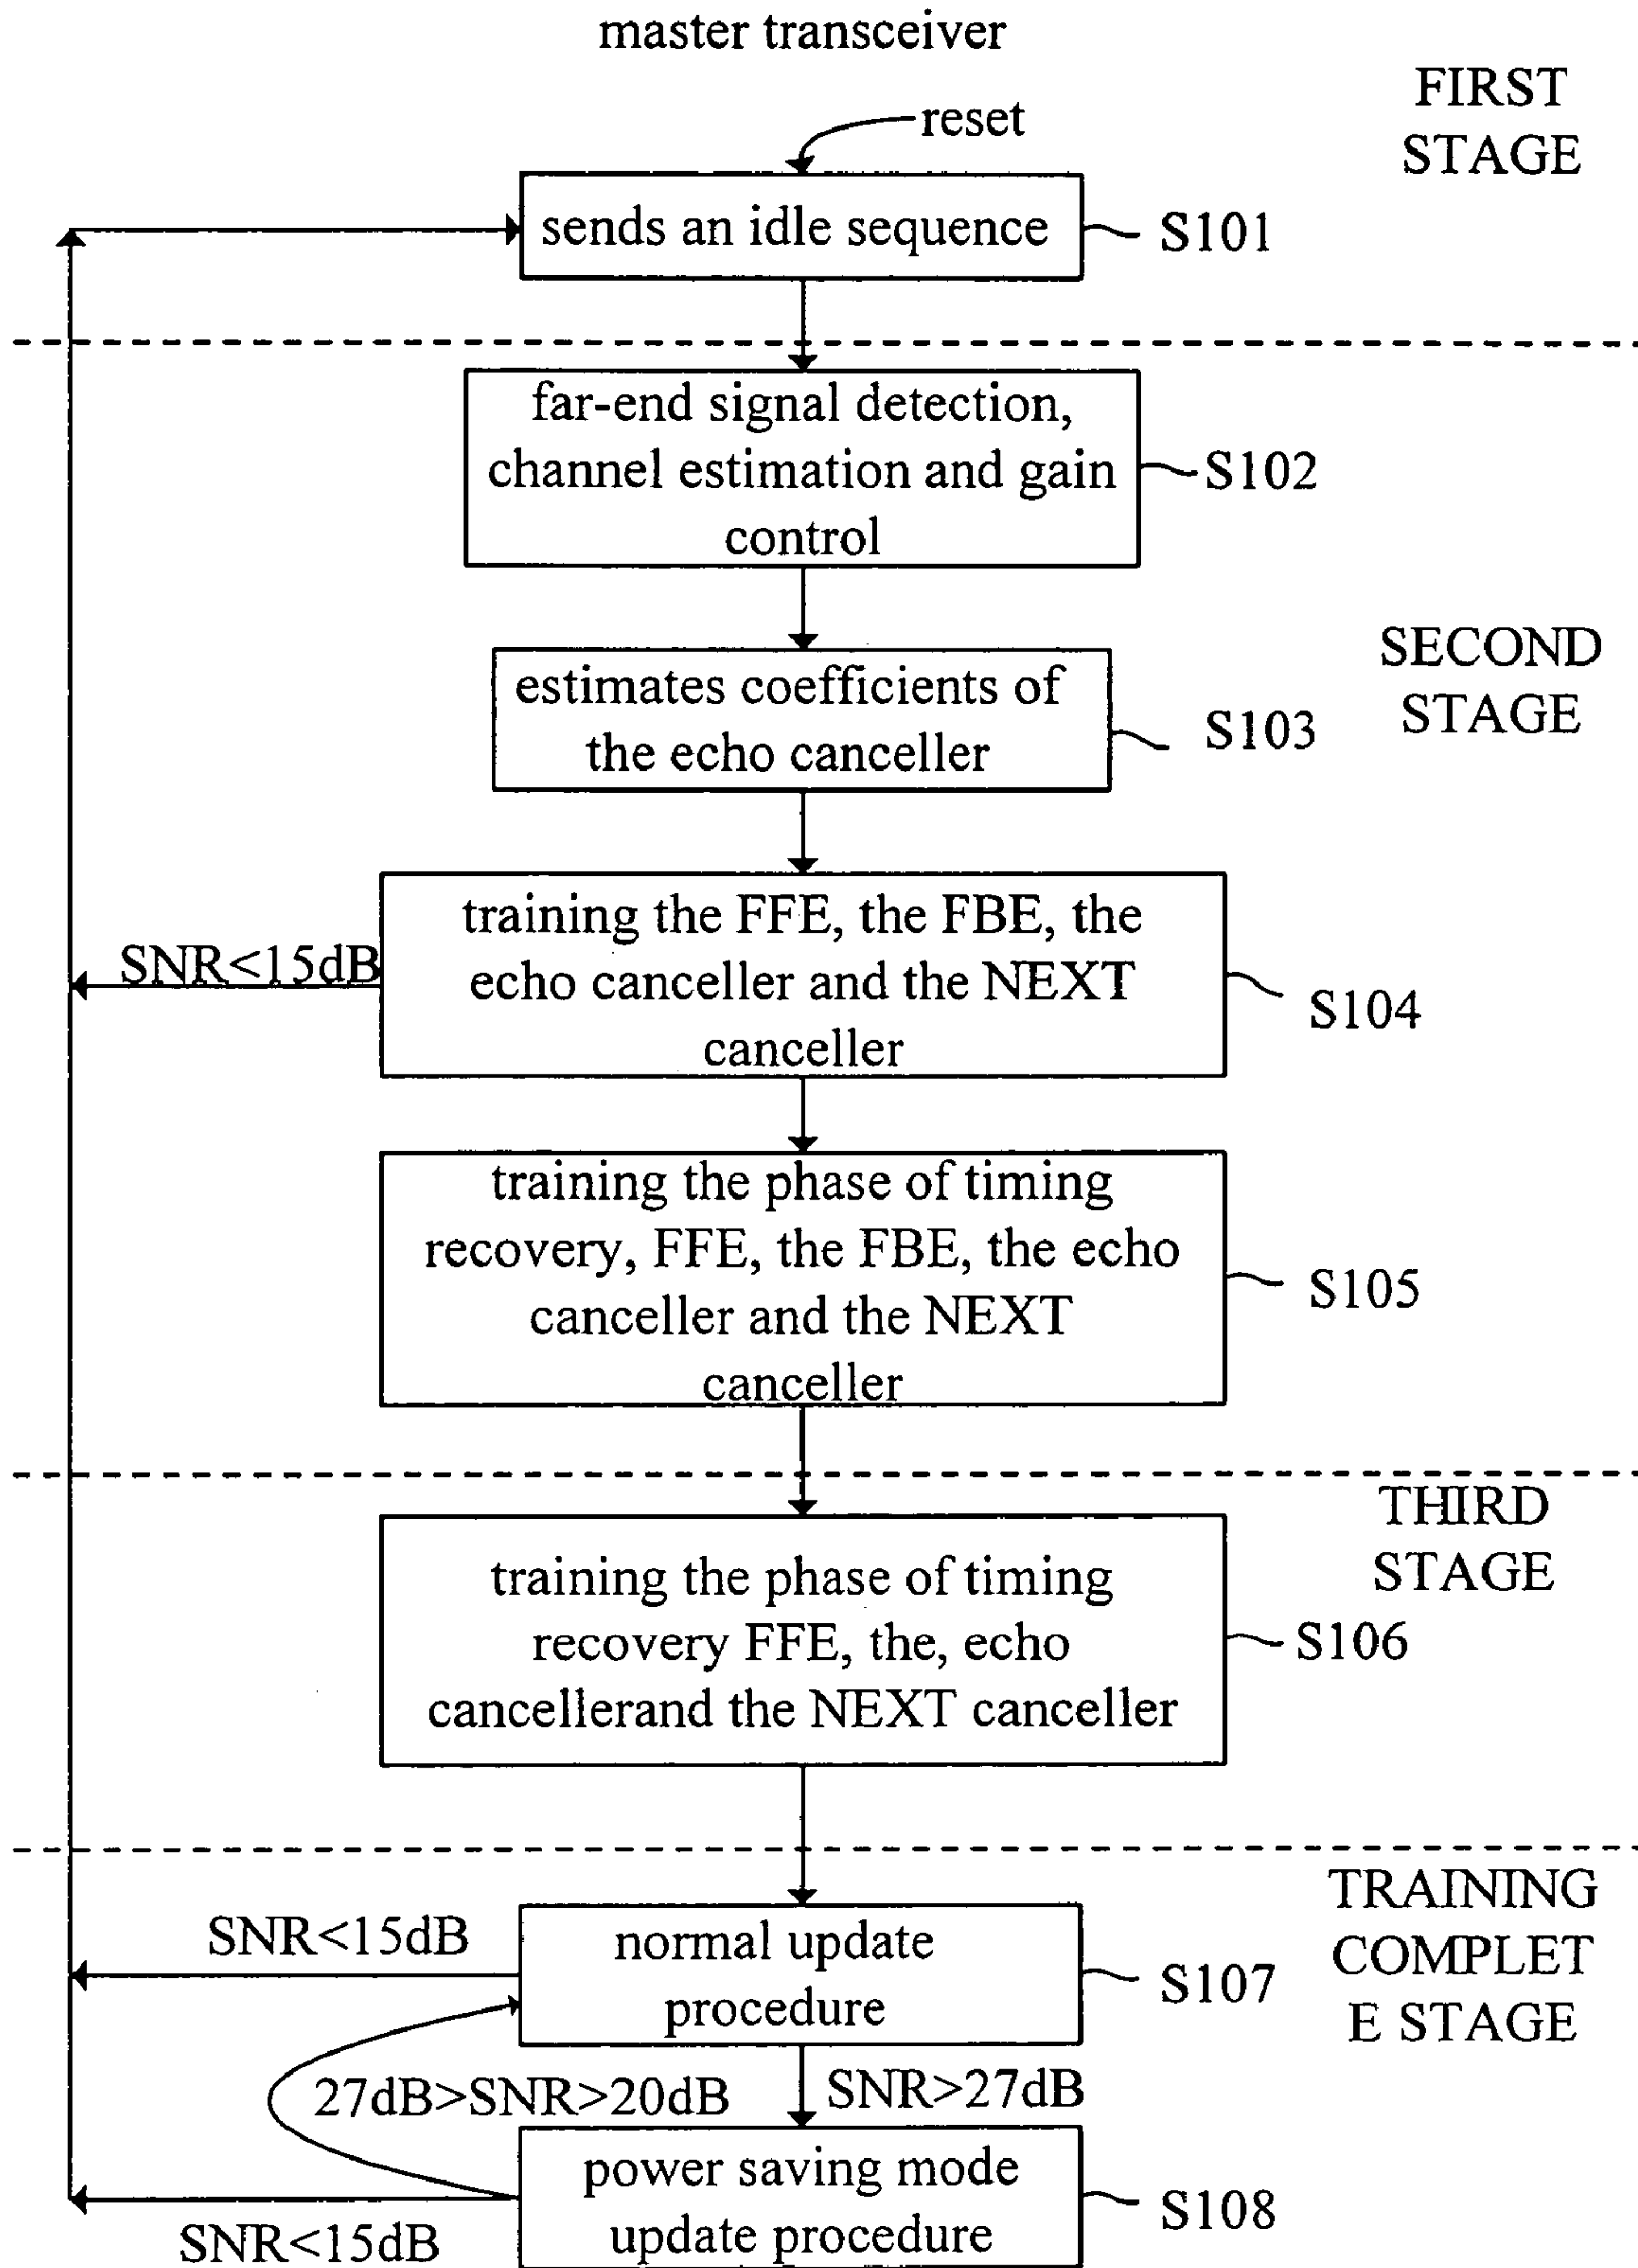 master transceiver
FIRST
STAGE
reset
sends an idle sequence
S101
far-end signal detection,
channel estimation and gain
control
S102
SECOND
STAGE
estimates coefficients of
the echo canceller
S103
training the FFE, the FBE, the
echo canceller and the NEXT
canceller
S104
SNR<15dB
training the phase of timing
recovery, FFE, the FBE, the echo
canceller and the NEXT
canceller
S105
THIRD
STAGE
training the phase of timing
recovery FFE, the, echo
cancellerand the NEXT canceller
S106
TRAINING
COMPLET
E STAGE
SNR<15dB
normal update
procedure
S107
27dB>SNR>20dB
SNR>27dB
power saving mode
update procedure
S108
SNR<15dB